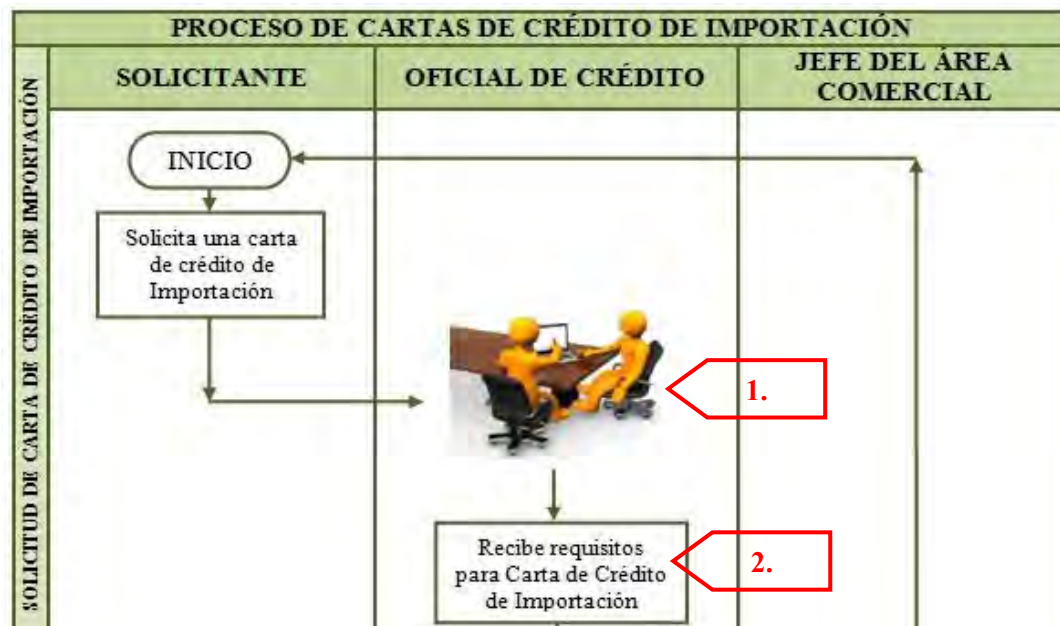 PROCESO DE CARTAS DE CRÉDITO DE IMPORTACIÓN
SOLICITANTE
OFICIAL DE CRÉDITO
JEFE DEL ÁREA
COMERCIAL
SOLICITUD DE CARTA DE CRÉDITO DE IMPORTACIÓN
INICIO
Solicita una carta
de crédito de
Importación
1.
Recibe requisitos
para Carta de Crédito
de Importación
2.